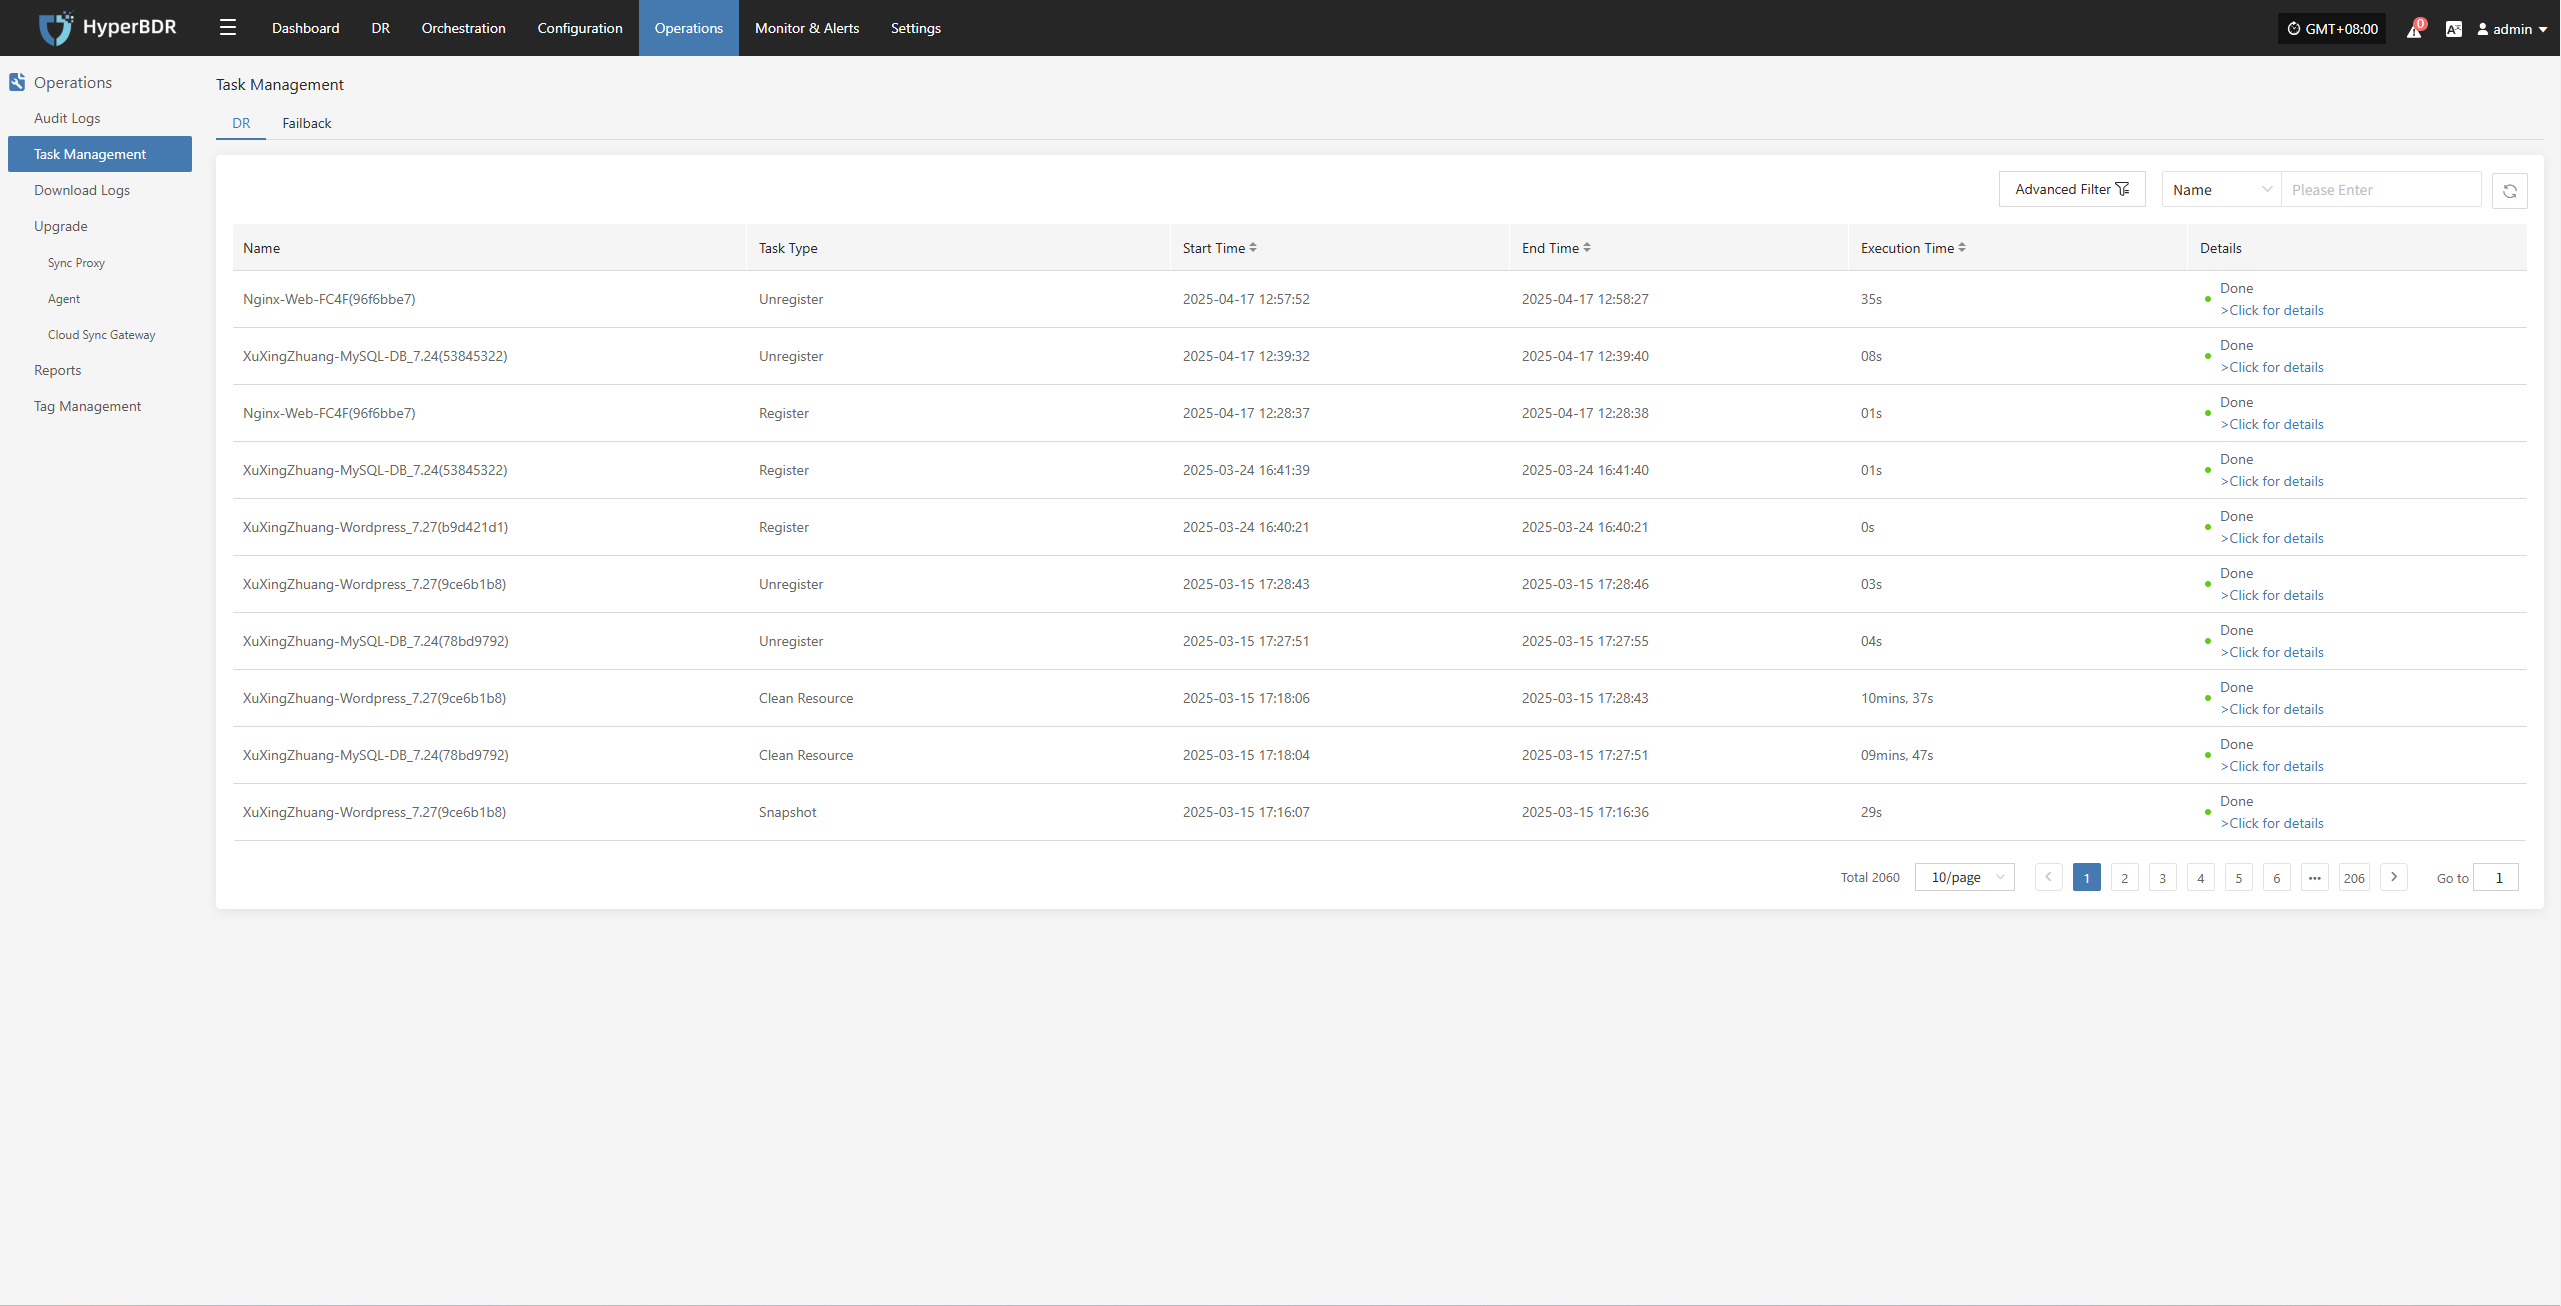 HyperBDR
Dashboard DR Orchestration Configuration Operations Monitor & Alerts Settings
GMT+08:00 0 admin
Operations
Audit Logs
Task Management
Download Logs
Upgrade
Sync Proxy
Agent
Cloud Sync Gateway
Reports
Tag Management
Task Management
DR Failback
Advanced Filter Name Please Enter
Name Task Type Start Time End Time Execution Time Details
Nginx-Web-FC4F(96f6bbe7) Unregister 2025-04-17 12:57:52 2025-04-17 12:58:27 35s Done
>Click for details
XuXingZhuang-MySQL-DB_7.24(53845322) Unregister 2025-04-17 12:39:32 2025-04-17 12:39:40 08s Done
>Click for details
Nginx-Web-FC4F(96f6bbe7) Register 2025-04-17 12:28:37 2025-04-17 12:28:38 01s Done
>Click for details
XuXingZhuang-MySQL-DB_7.24(53845322) Register 2025-03-24 16:41:39 2025-03-24 16:41:40 01s Done
>Click for details
XuXingZhuang-Wordpress_7.27(b9d421d1) Register 2025-03-24 16:40:21 2025-03-24 16:40:21 0s Done
>Click for details
XuXingZhuang-Wordpress_7.27(9ce6b1b8) Unregister 2025-03-15 17:28:43 2025-03-15 17:28:46 03s Done
>Click for details
XuXingZhuang-MySQL-DB_7.24(78bd9792) Unregister 2025-03-15 17:27:51 2025-03-15 17:27:55 04s Done
>Click for details
XuXingZhuang-Wordpress_7.27(9ce6b1b8) Clean Resource 2025-03-15 17:18:06 2025-03-15 17:28:43 10mins, 37s Done
>Click for details
XuXingZhuang-MySQL-DB_7.24(78bd9792) Clean Resource 2025-03-15 17:18:04 2025-03-15 17:27:51 09mins, 47s Done
>Click for details
XuXingZhuang-Wordpress_7.27(9ce6b1b8) Snapshot 2025-03-15 17:16:07 2025-03-15 17:16:36 29s Done
>Click for details
Total 2060 10/page 1 2 3 4 5 6 ••• 206 Go to 1